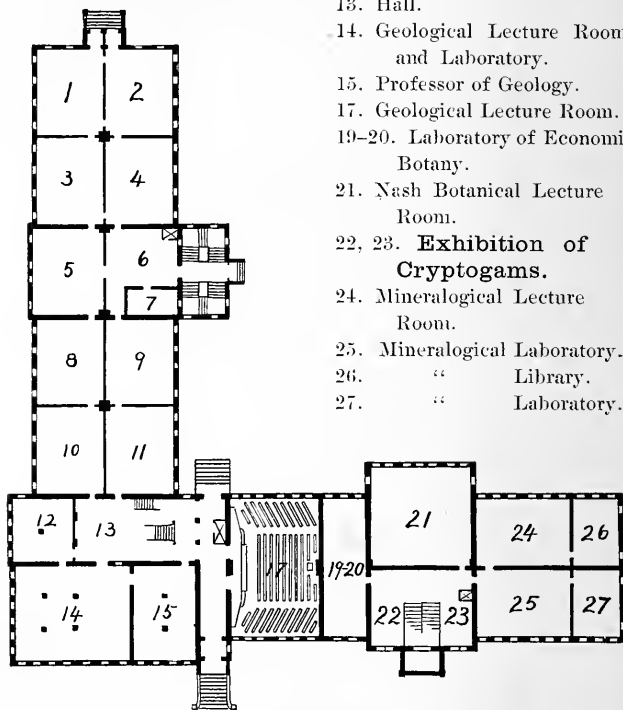 13. Hall.
14. Geological Lecture Room
and Laboratory.
15. Professor of Geology.
17. Geological Lecture Room.
19–20. Laboratory of Economi
Botany.
21. Nash Botanical Lecture
Room.
22, 23. Exhibition of
Cryptogams.
24. Mineralogical Lecture
Room.
25. Mineralogical Laboratory.
26. “ Library.
27. “ Laboratory.
1 2
3 4
5 6
7
8 9
10 11
12 13
14 15
17
19-20
21
22 23
24 26
25 27